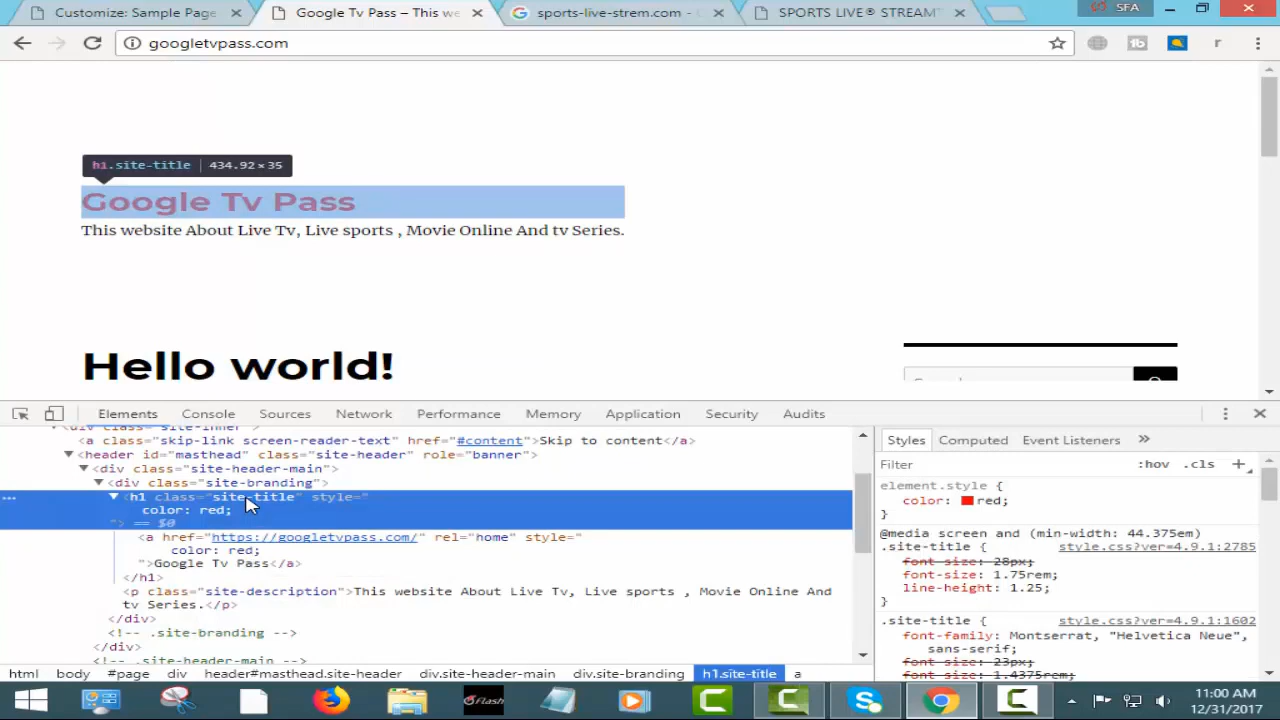 Customize: Sample Page
Google Tv Pass – This we
sports-live-strem.com - G
SPORTS LIVE® STREAM
SFA
googletvpass.com
h1.site-title | 434.92 × 35
Google Tv Pass
This website About Live Tv, Live sports , Movie Online And tv Series.
Hello world!
Elements Console Sources Network Performance Memory Application Security Audits
<a class="skip-link screen-reader-text" href="#content">Skip to content</a>
<header id="masthead" class="site-header" role="banner">
<div class="site-header-main">
<div class="site-branding">
<h1 class="site-title" style="
color: red;
"> == $0
<a href="https://googletvpass.com/" rel="home" style="
color: red;
">Google Tv Pass</a>
</h1>
<p class="site-description">This website About Live Tv, Live sports , Movie Online And
tv Series.</p>
</div>
<!-- .site-branding -->
</div>
<!-- .site-header-main -->
html body #page div header#masthead.site-header div.site-header-main div.site-branding h1.site-title a
Styles Computed Event Listeners »
Filter :hov .cls +
element.style {
color: red;
}
@media screen and (min-width: 44.375em)
.site-title { style.css?ver=4.9.1:2785
font-size: 28px;
font-size: 1.75rem;
line-height: 1.25;
}
.site-title { style.css?ver=4.9.1:1602
font-family: Montserrat, "Helvetica Neue",
sans-serif;
font-size: 23px;
font-size: 1.4375rem;
11:00 AM
12/31/2017